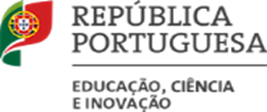 REPÚBLICA
PORTUGUESA
EDUCAÇÃO, CIÊNCIA
E INOVAÇÃO